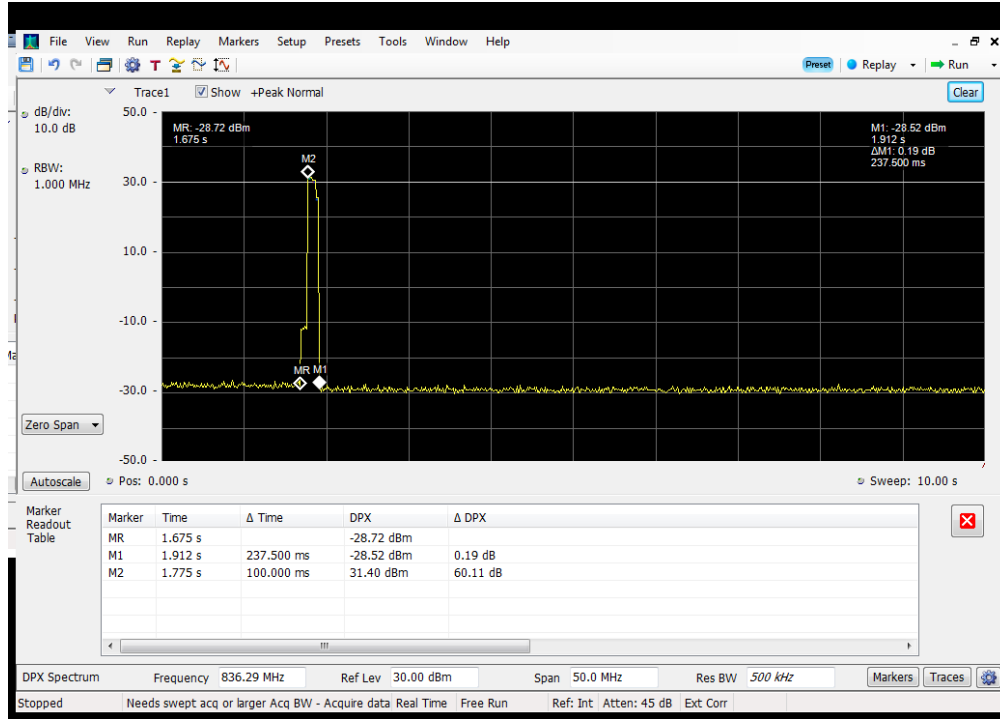 File View Run Replay Markers Setup Presets Tools Window Help
T Preset Replay Run
Trace1 Show +Peak Normal Clear
dB/div:
10.0 dB
RBW:
1.000 MHz
50.0
30.0
10.0
-10.0
-30.0
-50.0
MR: -28.72 dBm
1.675 s
M1: -28.52 dBm
1.912 s
ΔM1: 0.19 dB
237.500 ms
M2
MR M1
Zero Span
Autoscale Pos: 0.000 s Sweep: 10.00 s
Marker
Readout
Table
Marker Time Δ Time DPX Δ DPX
MR 1.675 s -28.72 dBm
M1 1.912 s 237.500 ms -28.52 dBm 0.19 dB
M2 1.775 s 100.000 ms 31.40 dBm 60.11 dB
DPX Spectrum Frequency 836.29 MHz Ref Lev 30.00 dBm Span 50.0 MHz Res BW 500 kHz Markers Traces
Stopped Needs swept acq or larger Acq BW - Acquire data Real Time Free Run Ref: Int Atten: 45 dB Ext Corr